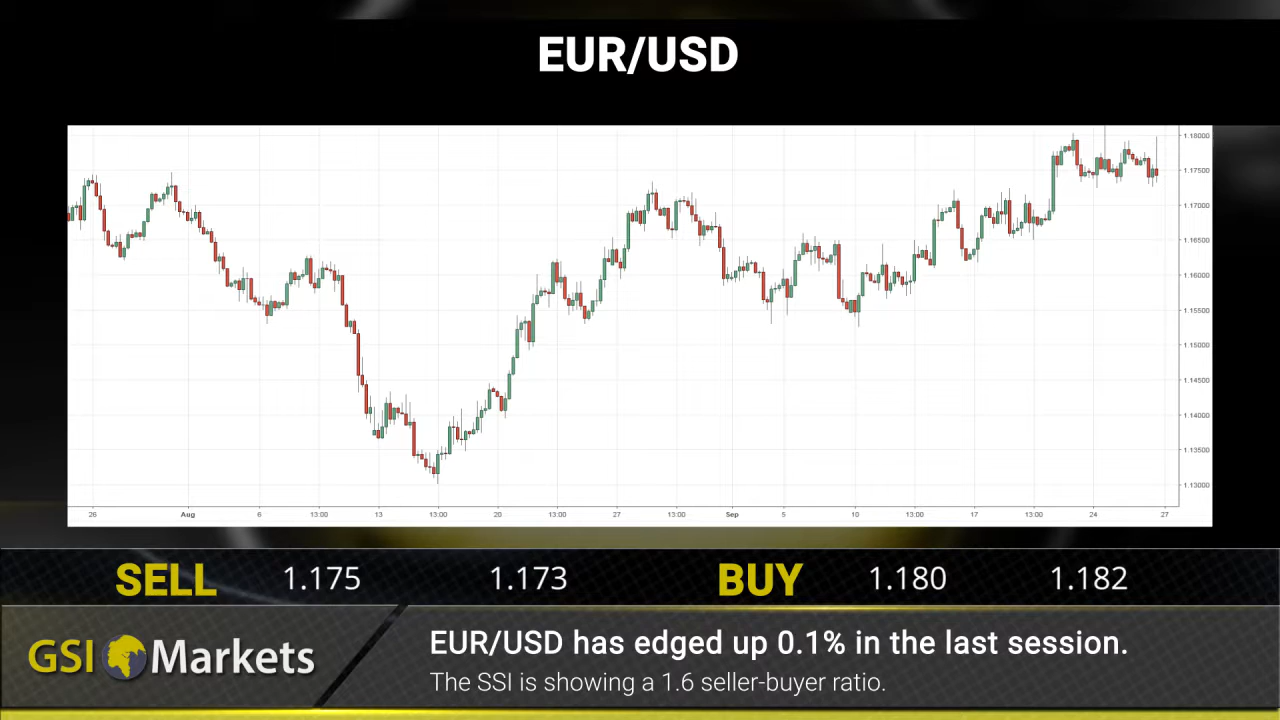 EUR/USD
1.18000
1.17500
1.17000
1.16500
1.16000
1.15500
1.15000
1.14500
1.14000
1.13500
1.13000
26 Aug 6 13:00 13 13:00 20 13:00 27 13:00 Sep 5 13:00 10 13:00 17 13:00 24 27
SELL 1.175 1.173 BUY 1.180 1.182
GSI Markets
EUR/USD has edged up 0.1% in the last session.
The SSI is showing a 1.6 seller-buyer ratio.